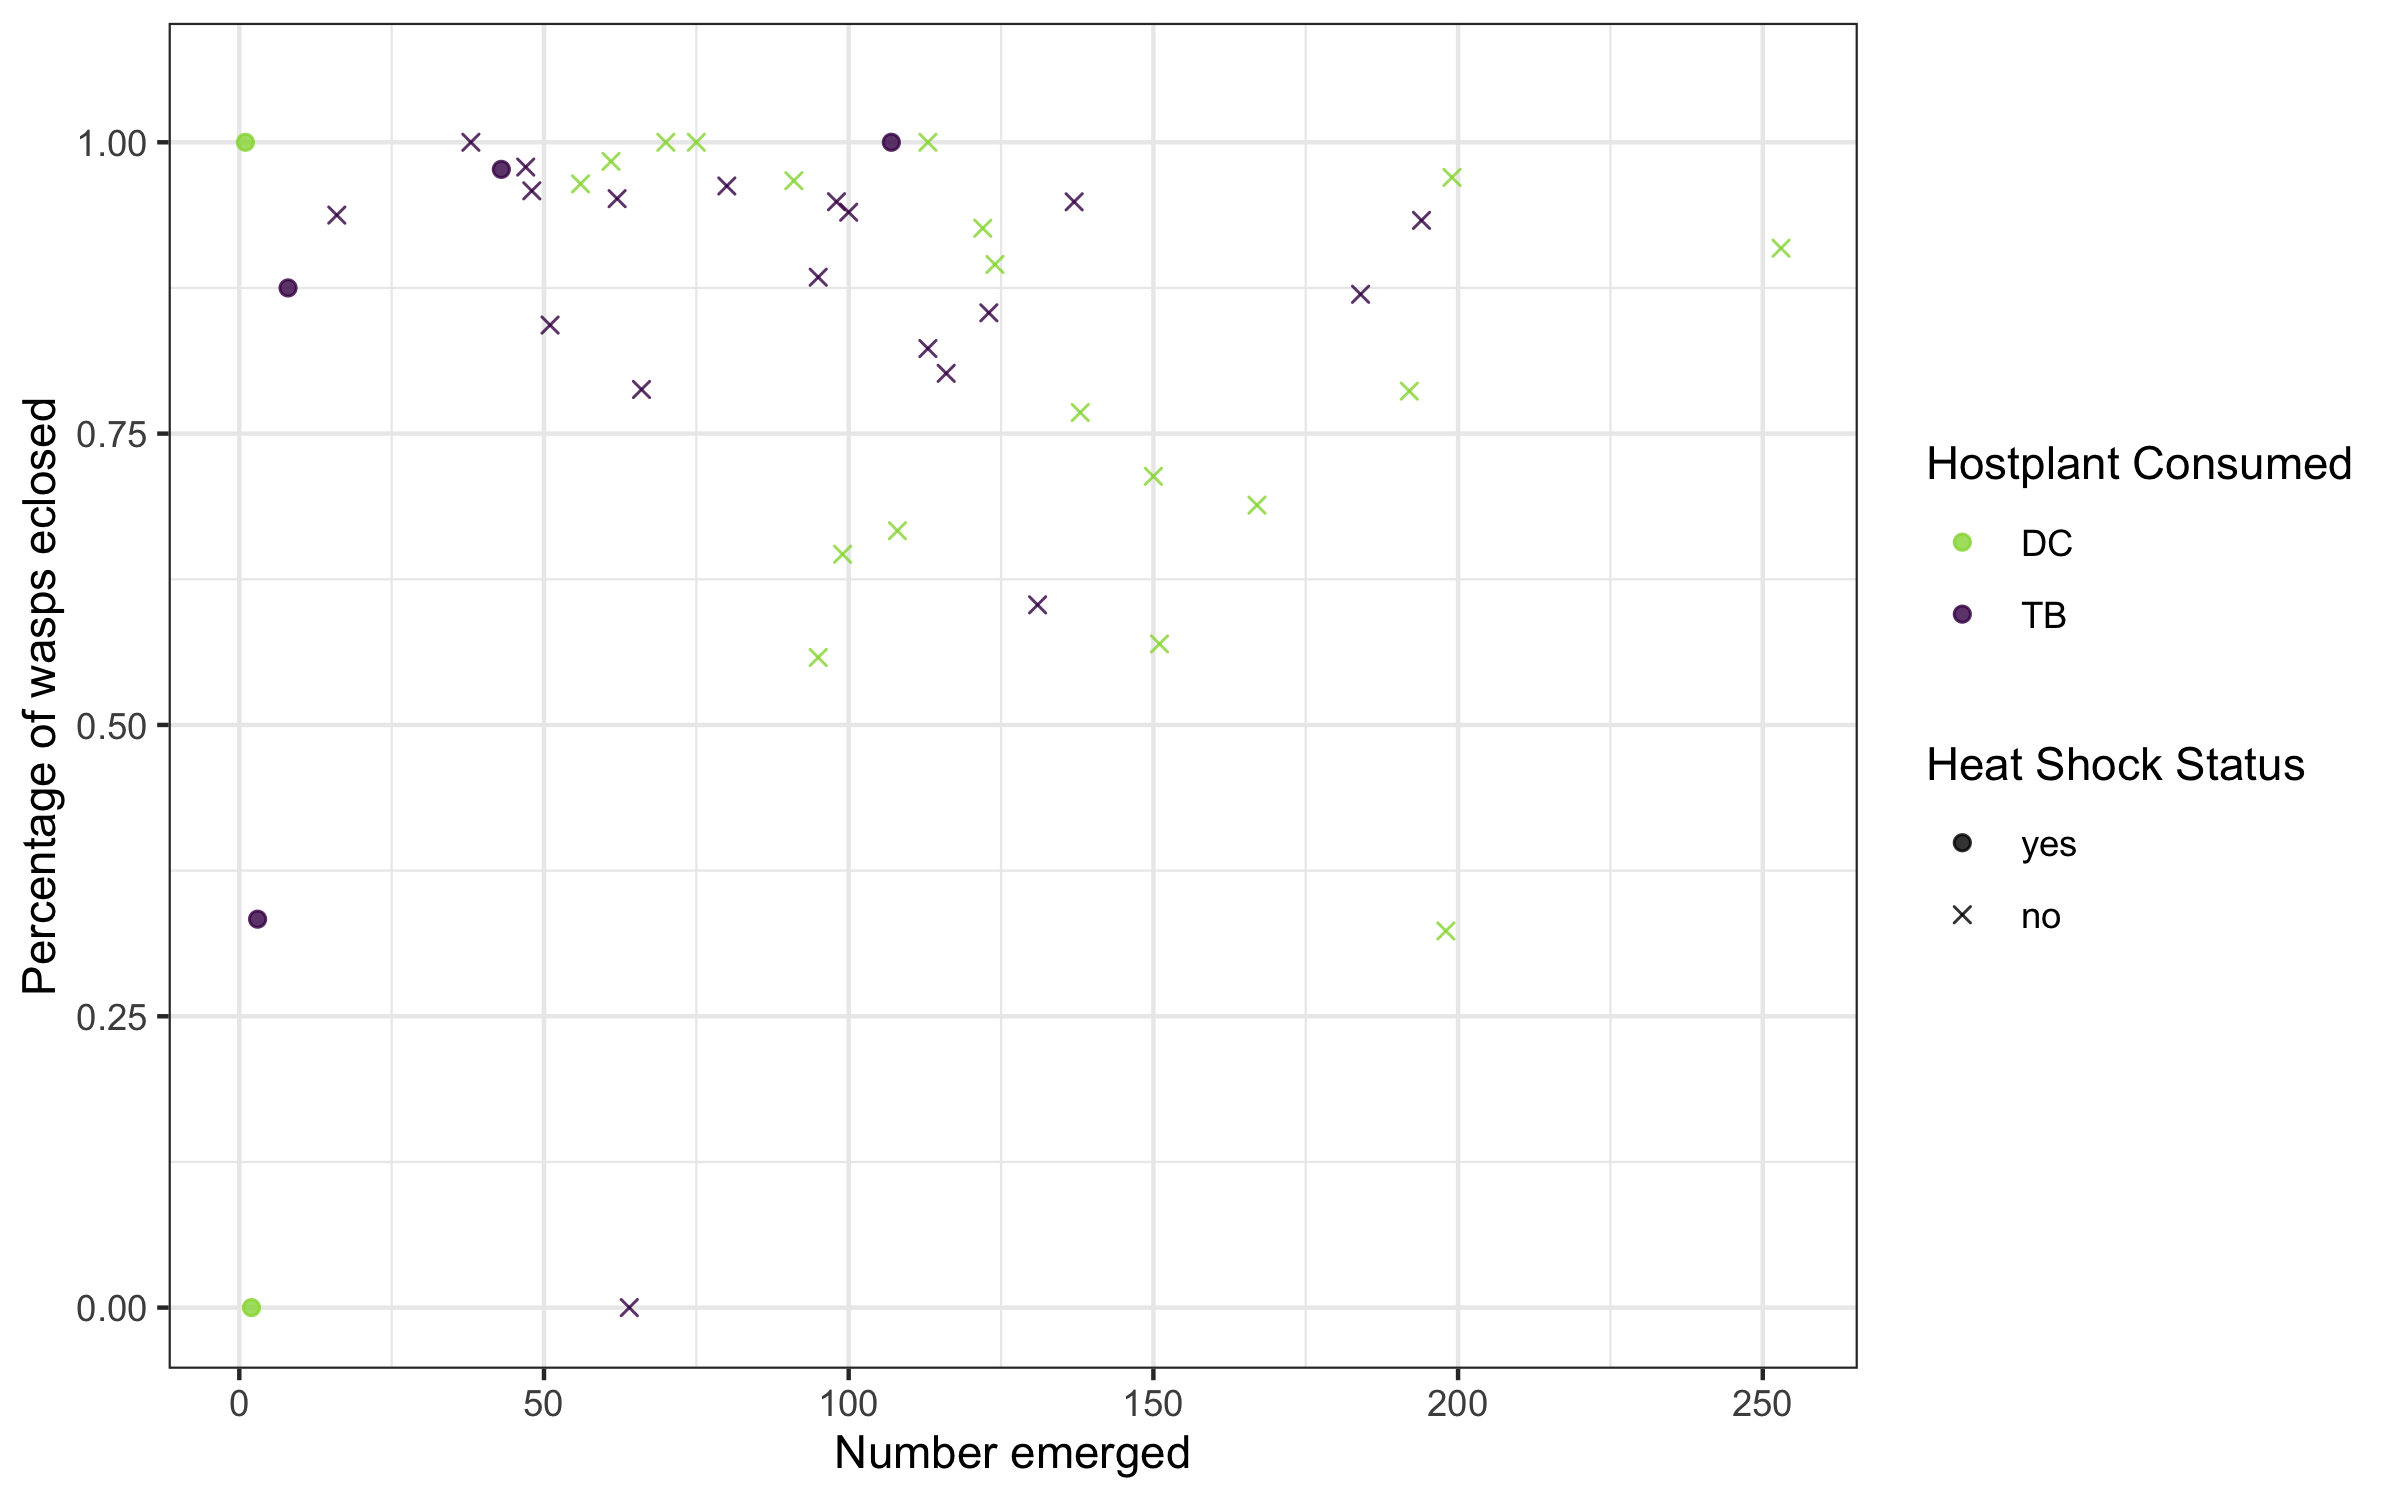 Percentage of wasps eclosed
1.00
0.75
0.50
0.25
0.00
0 50 100 150 200 250
Number emerged
Hostplant Consumed
DC
TB
Heat Shock Status
yes
no